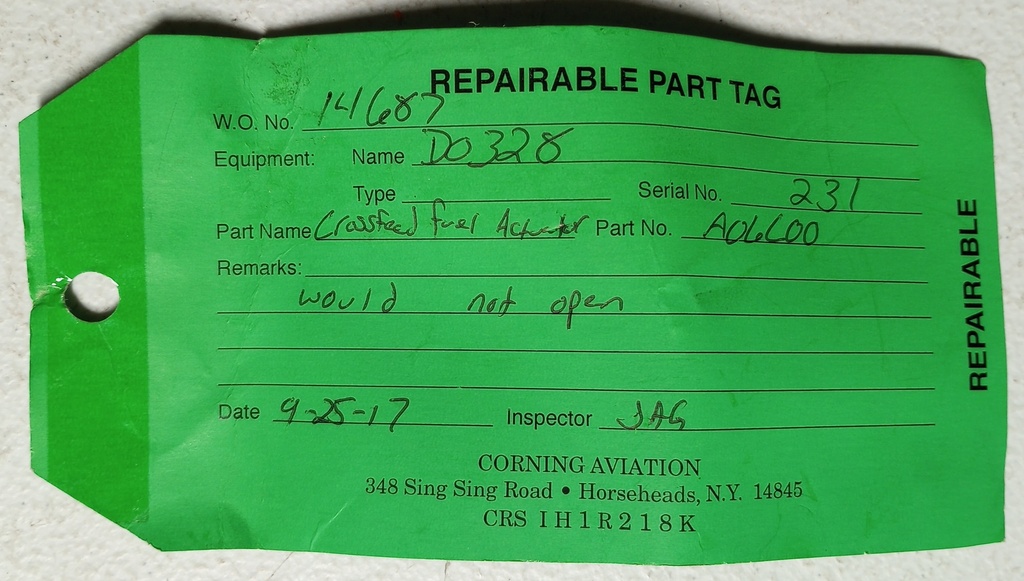 REPAIRABLE PART TAG
W.O. No. 14687
Equipment: Name DO328
Type Serial No. 231
Part Name Crossfeed fuel Actuator Part No. A06C00
Remarks:
would not open
Date 9-25-17 Inspector JAG
CORNING AVIATION
348 Sing Sing Road • Horseheads, N.Y. 14845
CRS IH1R218K
REPAIRABLE